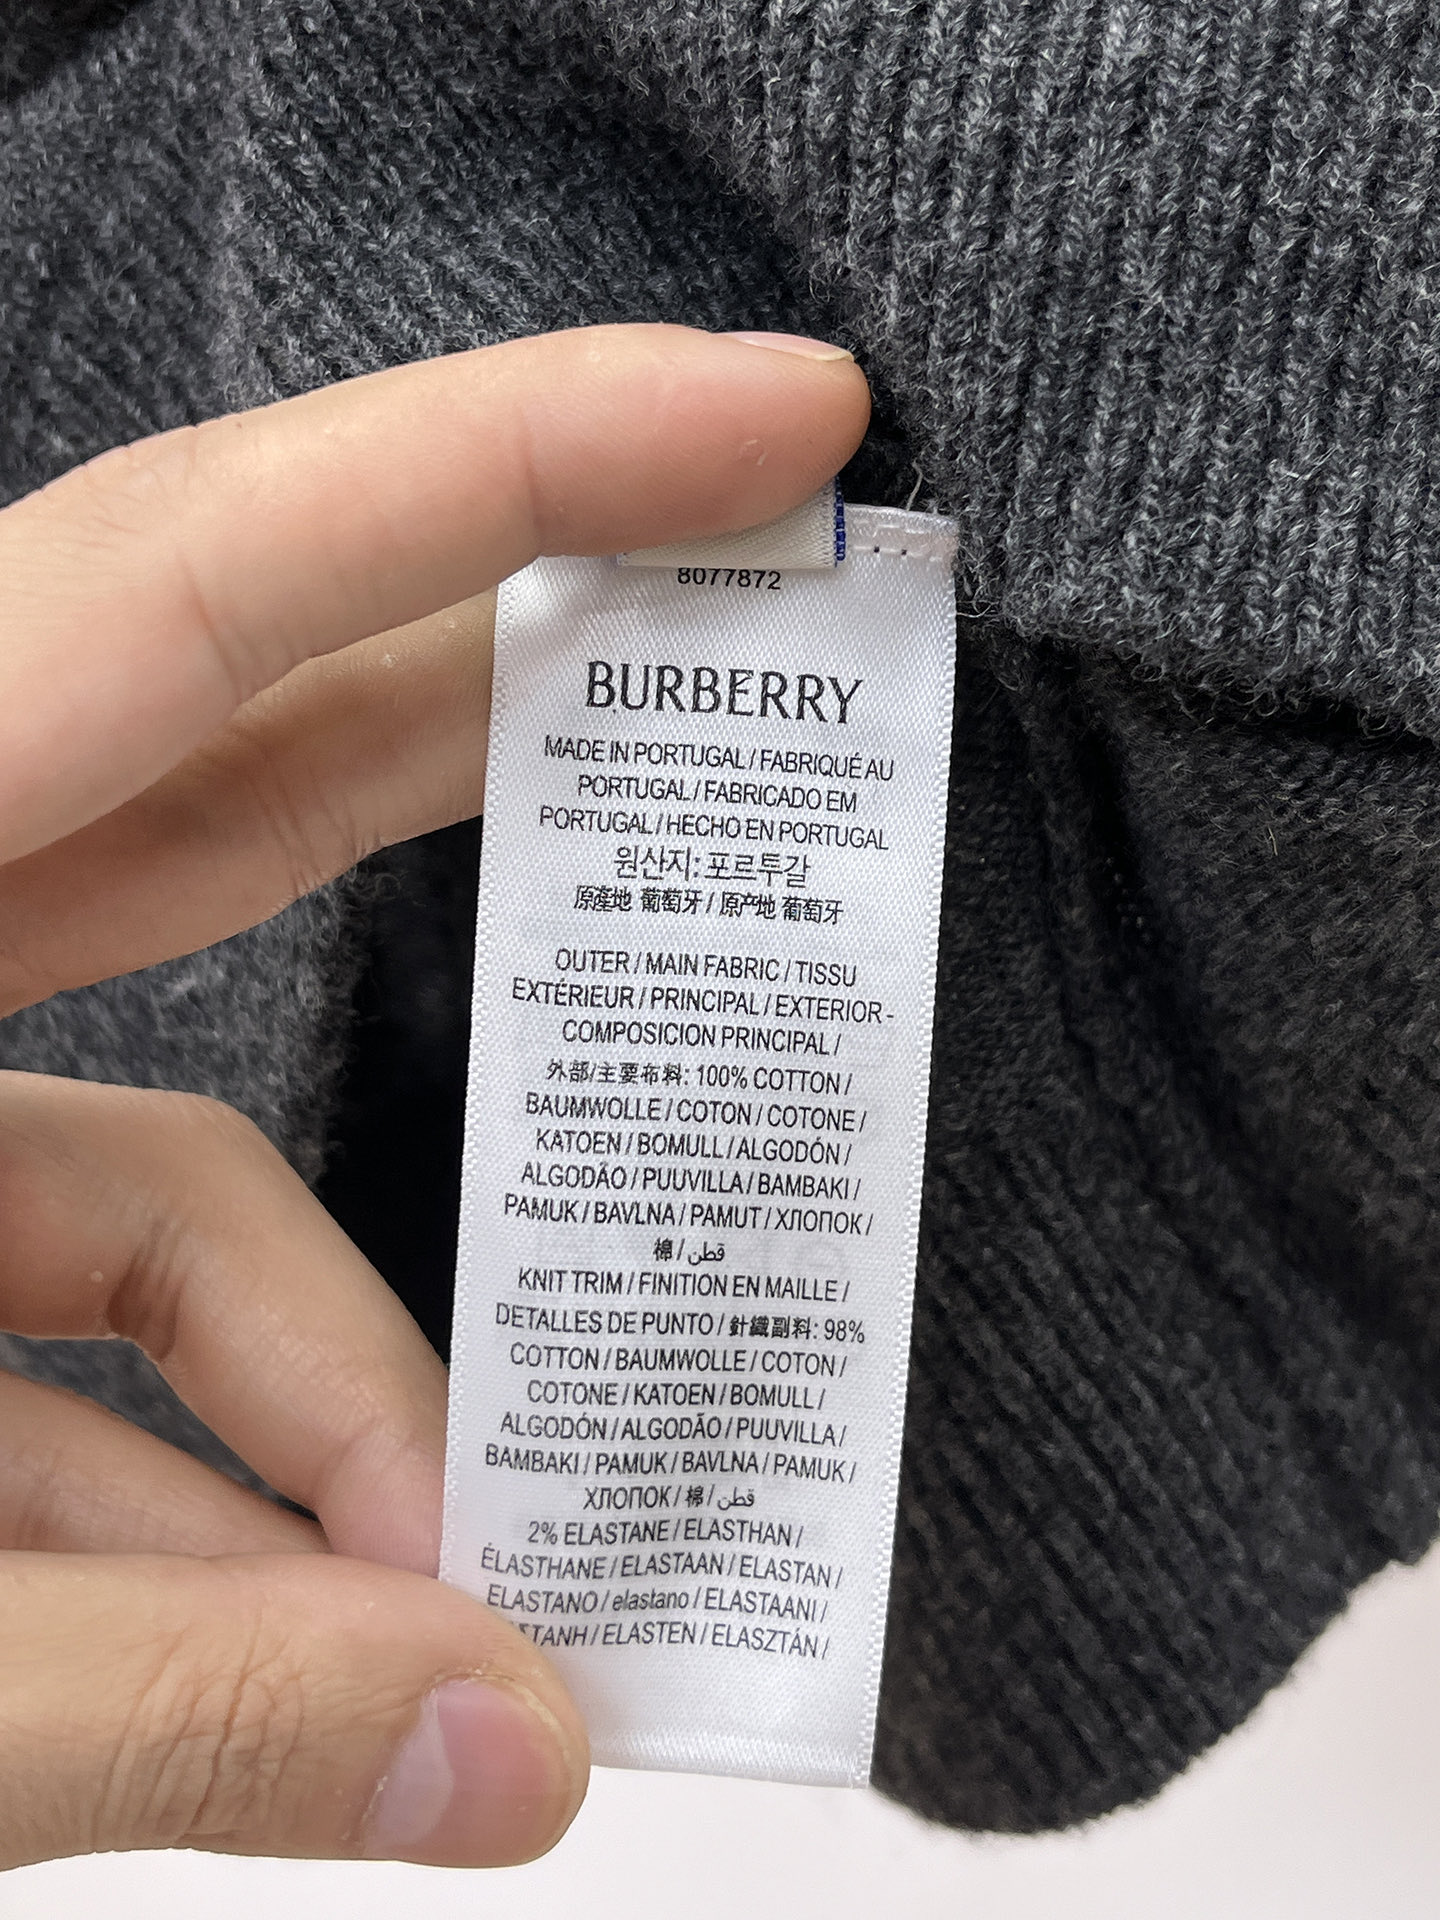 8077872
BURBERRY
MADE IN PORTUGAL / FABRIQUÉ AU
PORTUGAL / FABRICADO EM
PORTUGAL / HECHO EN PORTUGAL
원산지: 포르투갈
原產地 葡萄牙 / 原产地 葡萄牙
OUTER / MAIN FABRIC / TISSU
EXTÉRIEUR / PRINCIPAL / EXTERIOR-
COMPOSICION PRINCIPAL /
外部/主要布料: 100% COTTON /
BAUMWOLLE / COTON / COTONE /
KATOEN / BOMULL / ALGODÓN /
ALGODÃO / PUUVILLA / BAMBAKI /
PAMUK / BAVLNA / PAMUT / ХЛОПОК /
棉 / قطن
KNIT TRIM / FINITION EN MAILLE /
DETALLES DE PUNTO / 針織副料: 98%
COTTON / BAUMWOLLE / COTON /
COTONE / KATOEN / BOMULL /
ALGODÓN / ALGODÃO / PUUVILLA /
BAMBAKI / PAMUK / BAVLNA / PAMUK /
ХЛОПОК / 棉 / قطن
2% ELASTANE / ELASTHAN /
ÉLASTHANE / ELASTAAN / ELASTAN /
ELASTANO / elastano / ELASTAANI /
/ ELASTEN / ELASZTÁN /